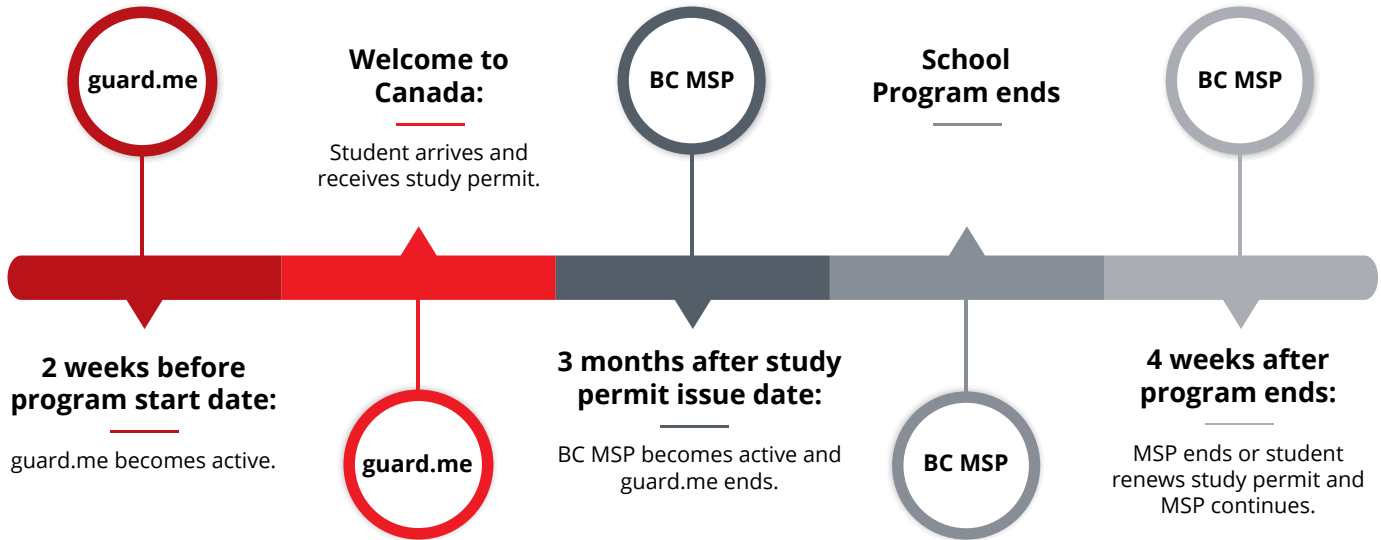 guard.me
2 weeks before
program start date:
guard.me becomes active.
Welcome to
Canada:
Student arrives and
receives study permit.
guard.me
BC MSP
3 months after study
permit issue date:
BC MSP becomes active and
guard.me ends.
School
Program ends
BC MSP
BC MSP
4 weeks after
program ends:
MSP ends or student
renews study permit and
MSP continues.